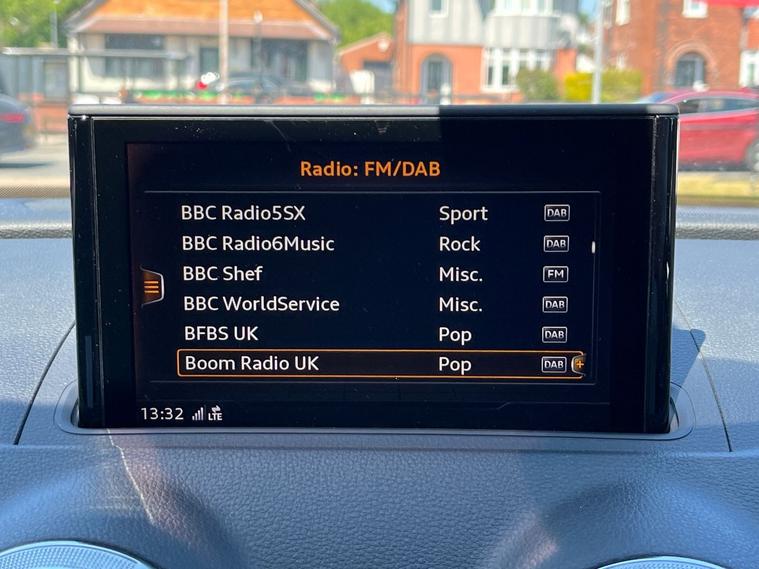 Radio: FM/DAB
BBC Radio5SX Sport DAB
BBC Radio6Music Rock DAB
BBC Shef Misc. FM
BBC WorldService Misc. DAB
BFBS UK Pop DAB
Boom Radio UK Pop DAB +
13:32 LTE